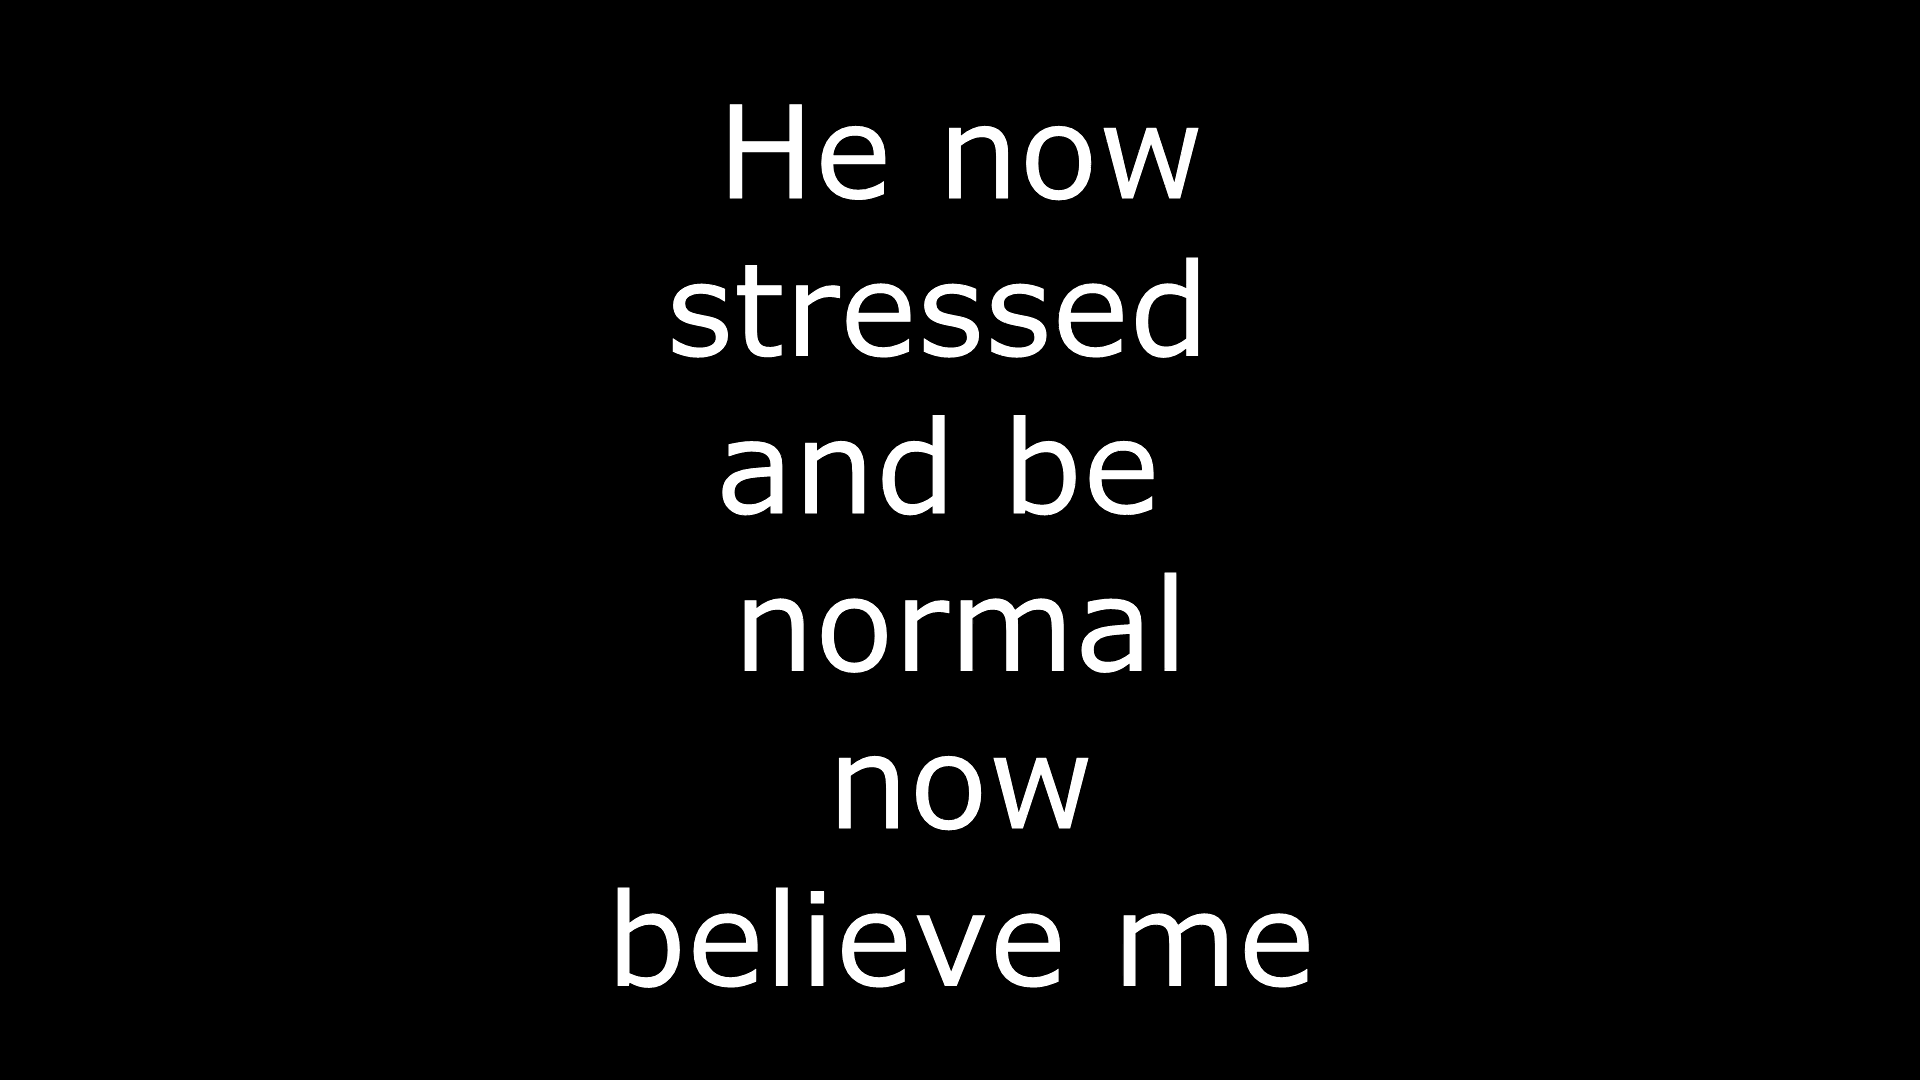 He now
stressed
and be
normal
now
believe me